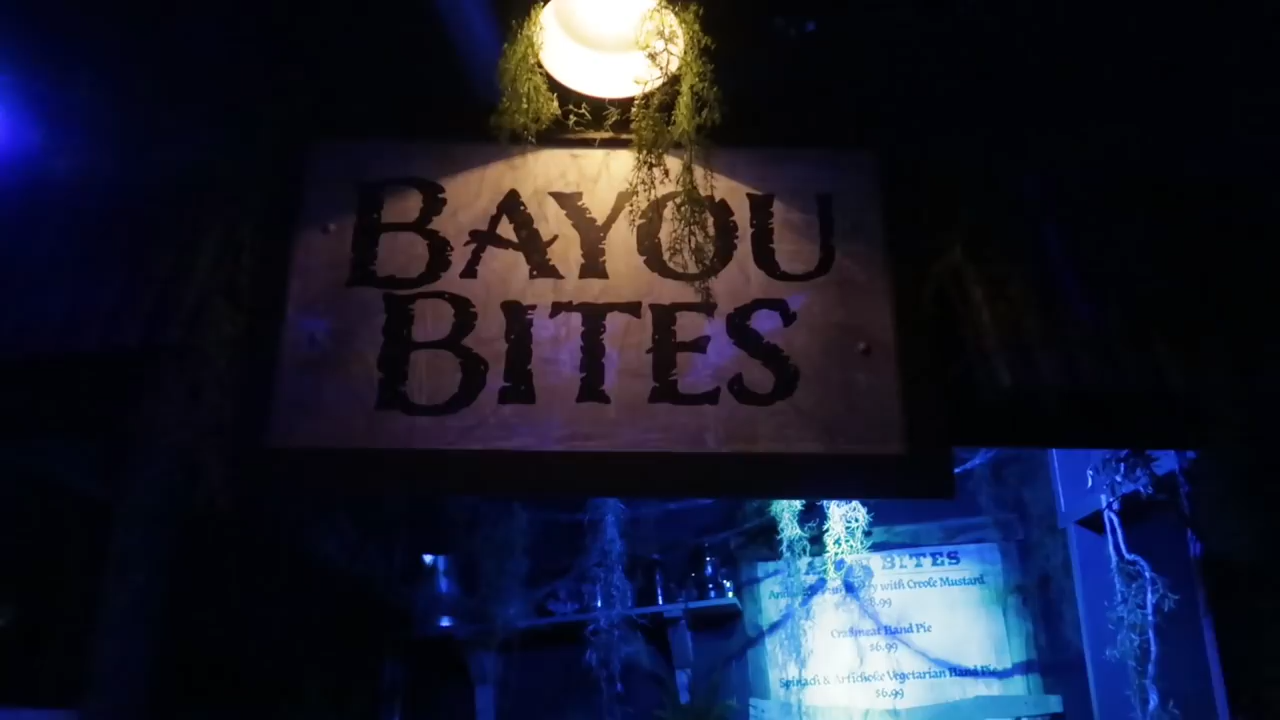 BAYOU
BITES
BITES
with Creole Mustard
$8.99
Crabmeat Hand Pie
$6.99
Spinach & Artichoke Vegetarian Hand Pie
$6.99